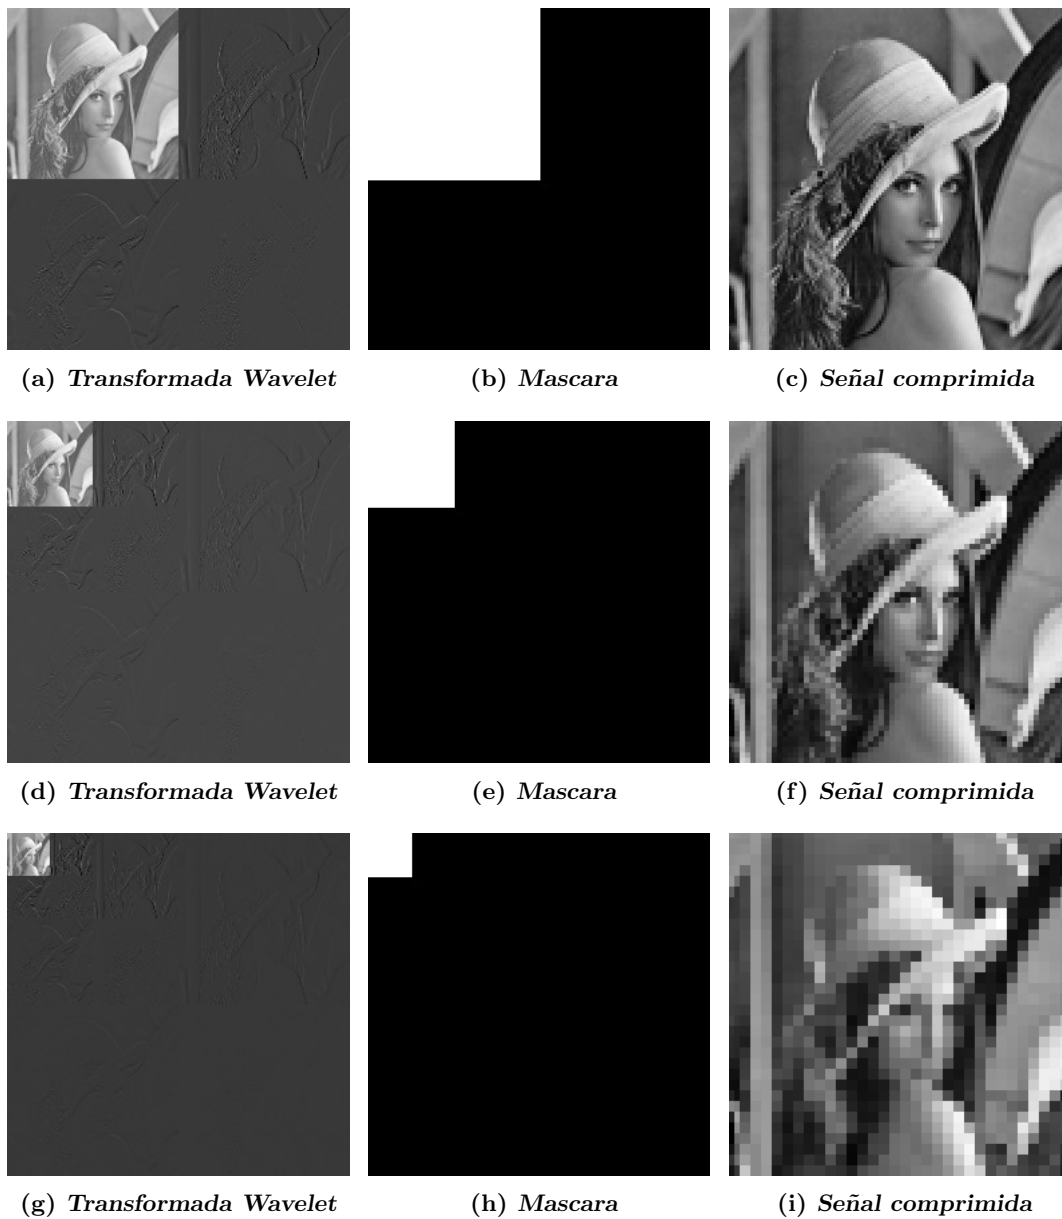 (a) Transformada Wavelet
(b) Mascara
(c) Señal comprimida
(d) Transformada Wavelet
(e) Mascara
(f) Señal comprimida
(g) Transformada Wavelet
(h) Mascara
(i) Señal comprimida